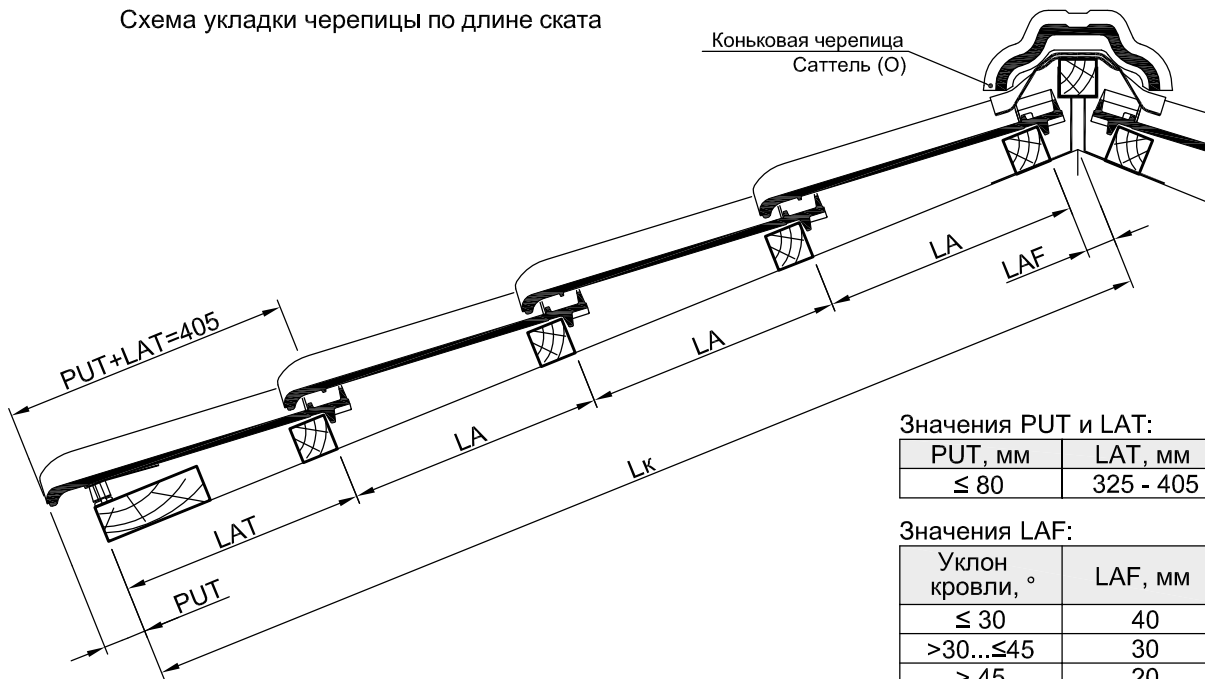 Схема укладки черепицы по длине ската
Коньковая черепица
Саттель (О)
PUT+LAT=405
LA
LAF
LA
LA
Lк
LAT
PUT
Значения PUT и LAT:
PUT, мм LAT, мм
≤ 80 325 - 405
Значения LAF:
Уклон
кровли, ° LAF, мм
≤ 30 40
>30...≤45 30
> 45 20